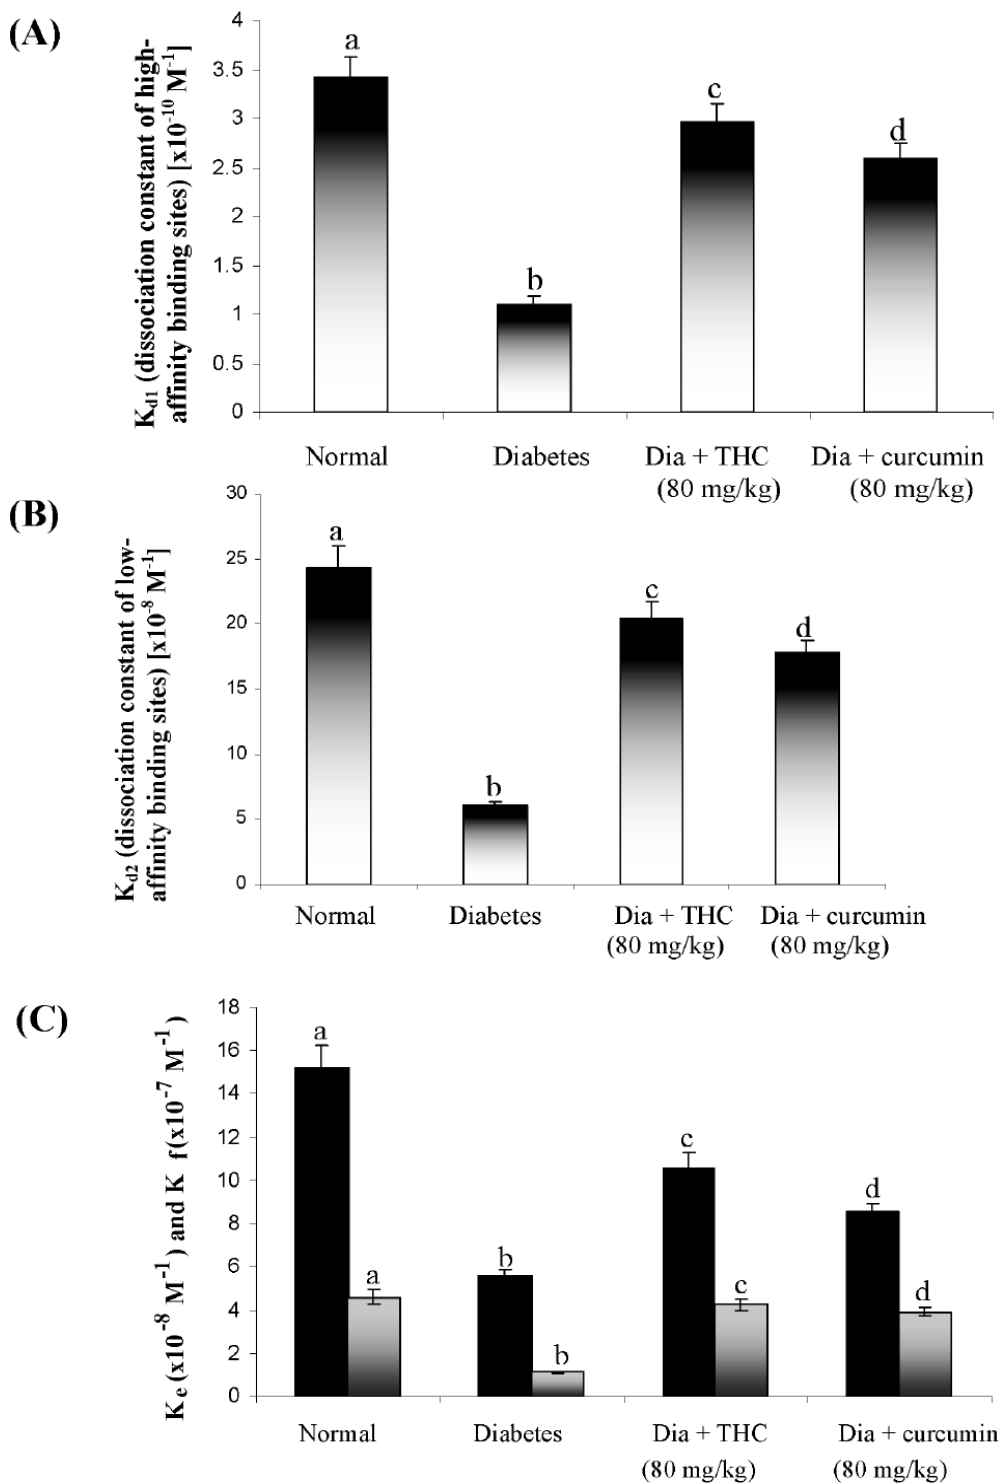 (A)
K_d1 (dissociation constant of high-
affinity binding sites) [x10^-10 M^-1]
4
3.5
3
2.5
2
1.5
1
0.5
0
a
b
c
d
Normal
Diabetes
Dia + THC
(80 mg/kg)
Dia + curcumin
(80 mg/kg)
(B)
K_d2 (dissociation constant of low-
affinity binding sites) [x10^-8 M^-1]
30
25
20
15
10
5
0
a
b
c
d
Normal
Diabetes
Dia + THC
(80 mg/kg)
Dia + curcumin
(80 mg/kg)
(C)
K_e (x10^-8 M^-1) and K f(x10^-7 M^-1)
18
16
14
12
10
8
6
4
2
0
a
a
b
b
c
c
d
d
Normal
Diabetes
Dia + THC
(80 mg/kg)
Dia + curcumin
(80 mg/kg)